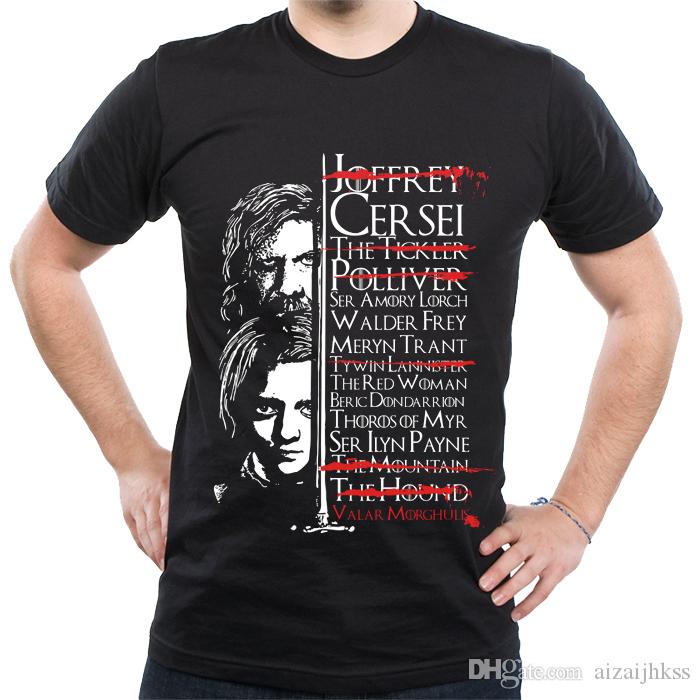 JOFFREY
CERSEI
THE TICKLER
POLLIVER
SER AMORY LORCH
WALDER FREY
MERYN TRANT
TYWIN LANNISTER
THE RED WOMAN
BERIC DONDARRION
THOROS OF MYR
SER ILYN PAYNE
THE MOUNTAIN
THE HOUND
VALAR MORGHULIS
DHgate.com aizaijhkss